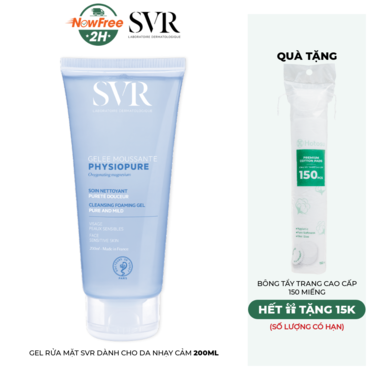 NowFree
2H
SVR
LABORATOIRE DERMATOLOGIQUE
QUÀ TẶNG
SVR
GELÉE MOUSSANTE
PHYSIOPURE
SOIN NETTOYANT
PURETÉ DOUCEUR
CLEANSING FOAMING GEL
PURE AND MILD
150
BÔNG TẨY TRANG CAO CẤP
150 MIẾNG
HẾT TẶNG 15K
(SỐ LƯỢNG CÓ HẠN)
GEL RỬA MẶT SVR DÀNH CHO DA NHẠY CẢM 200ML